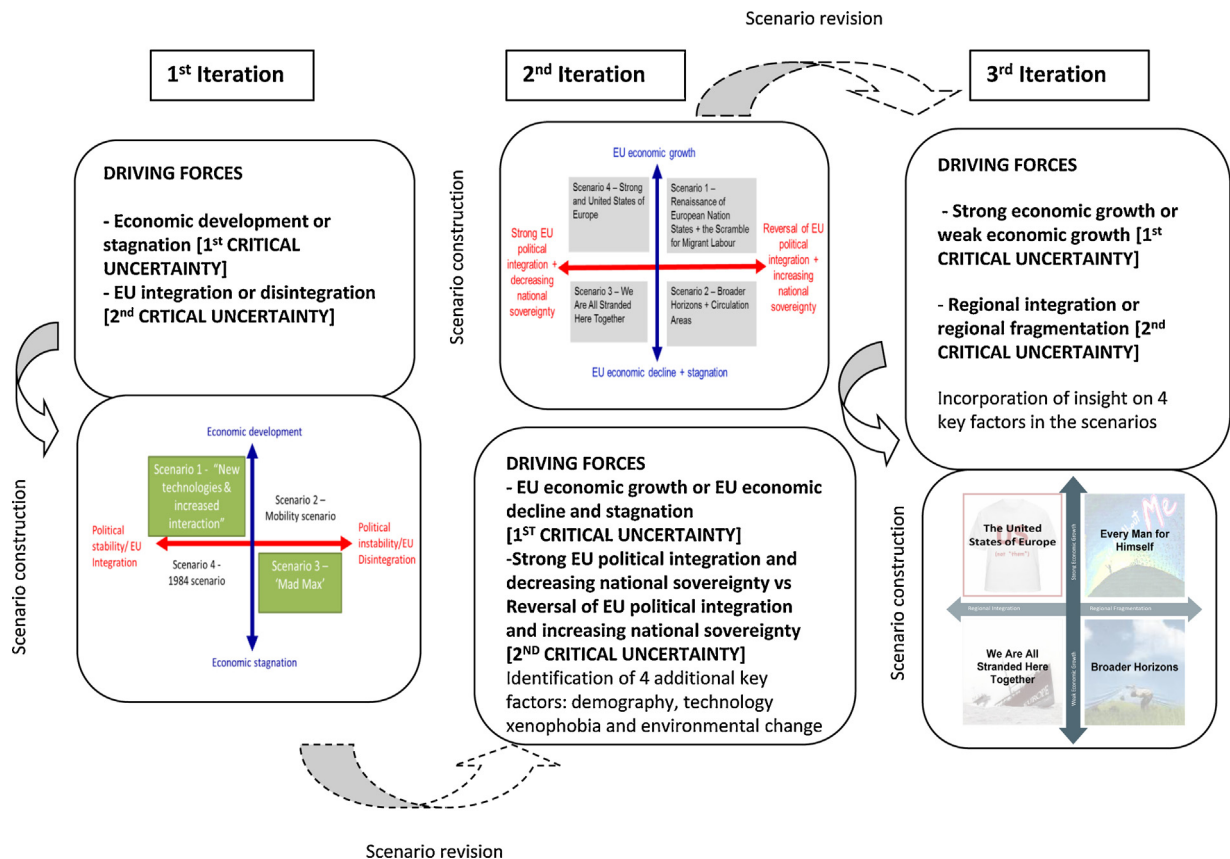 Scenario revision
1st Iteration
2nd Iteration
3rd Iteration
DRIVING FORCES
- Economic development or
stagnation [1st CRITICAL
UNCERTAINTY]
- EU integration or disintegration
[2nd CRTICAL UNCERTAINTY]
Scenario construction
Economic development
Scenario 1 - "New
technologies &
increased
interaction"
Scenario 2 –
Mobility scenario
Political
stability/ EU
Integration
Political
instability/EU
Disintegration
Scenario 4 -
1984 scenario
Scenario 3 –
'Mad Max'
Economic stagnation
Scenario revision
Scenario construction
EU economic growth
Scenario 4 – Strong
and United States of
Europe
Scenario 1 –
Renaissance of
European Nation
States + the Scramble
for Migrant Labour
Strong EU
political
integration +
decreasing
national
sovereignty
Reversal of EU
political
integration +
increasing
national
sovereignty
Scenario 3 – We
Are All Stranded
Here Together
Scenario 2 – Broader
Horizons + Circulation
Areas
EU economic decline + stagnation
DRIVING FORCES
- EU economic growth or EU economic
decline and stagnation
[1ST CRITICAL UNCERTAINTY]
-Strong EU political integration and
decreasing national sovereignty vs
Reversal of EU political integration
and increasing national sovereignty
[2ND CRITICAL UNCERTAINTY]
Identification of 4 additional key
factors: demography, technology
xenophobia and environmental change
DRIVING FORCES
- Strong economic growth or
weak economic growth [1st
CRITICAL UNCERTAINTY]
- Regional integration or
regional fragmentation [2nd
CRITICAL UNCERTAINTY]
Incorporation of insight on 4
key factors in the scenarios
Scenario construction
The United
States of Europe
US
(not "them")
Every Man for
Himself
Me
Strong Economic Growth
Regional Integration
Regional Fragmentation
We Are All
Stranded Here
Together
Broader Horizons
Weak Economic Growth